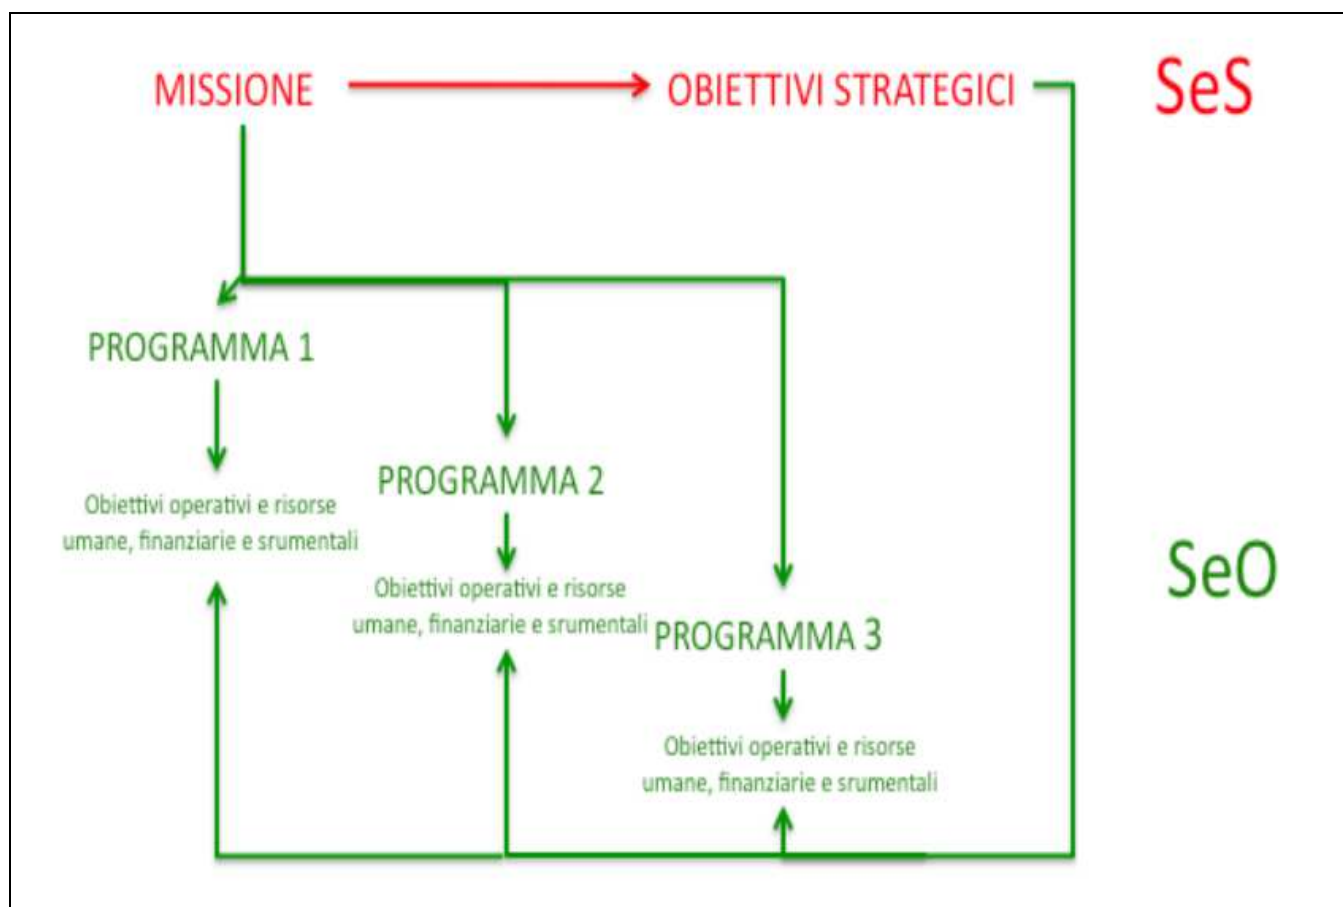 MISSIONE
OBIETTIVI STRATEGICI
SeS
PROGRAMMA 1
Obiettivi operativi e risorse
umane, finanziarie e srumentali
PROGRAMMA 2
Obiettivi operativi e risorse
umane, finanziarie e srumentali
PROGRAMMA 3
Obiettivi operativi e risorse
umane, finanziarie e srumentali
SeO